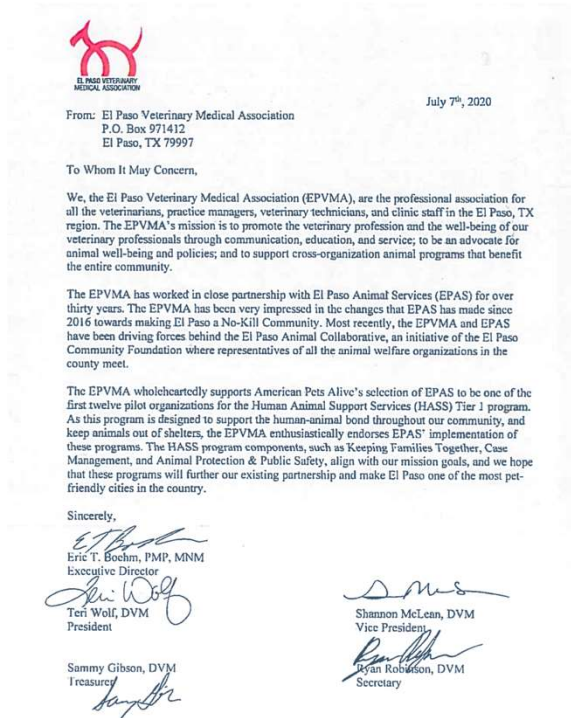 EL PASO VETERINARY
MEDICAL ASSOCIATION
July 7th, 2020
From: El Paso Veterinary Medical Association
P.O. Box 971412
El Paso, TX 79997
To Whom It May Concern,
We, the El Paso Veterinary Medical Association (EPVMA), are the professional association for
all the veterinarians, practice managers, veterinary technicians, and clinic staff in the El Paso, TX
region. The EPVMA's mission is to promote the veterinary profession and the well-being of our
veterinary professionals through communication, education, and service; to be an advocate for
animal well-being and policies; and to support cross-organization animal programs that benefit
the entire community.
The EPVMA has worked in close partnership with El Paso Animal Services (EPAS) for over
thirty years. The EPVMA has been very impressed in the changes that EPAS has made since
2016 towards making El Paso a No-Kill Community. Most recently, the EPVMA and EPAS
have been driving forces behind the El Paso Animal Collaborative, an initiative of the El Paso
Community Foundation where representatives of all the animal welfare organizations in the
county meet.
The EPVMA wholeheartedly supports American Pets Alive's selection of EPAS to be one of the
first twelve pilot organizations for the Human Animal Support Services (HASS) Tier 1 program.
As this program is designed to support the human-animal bond throughout our community, and
keep animals out of shelters, the EPVMA enthusiastically endorses EPAS' implementation of
these programs. The HASS program components, such as Keeping Families Together, Case
Management, and Animal Protection & Public Safety, align with our mission goals, and we hope
that these programs will further our existing partnership and make El Paso one of the most pet-
friendly cities in the country.
Sincerely,
Eric T. Boehm, PMP, MNM
Executive Director
Teri Wolf
Teri Wolf, DVM
President
Shannon McLean, DVM
Vice President
Sammy Gibson, DVM
Treasurer
Ryan Robinson, DVM
Secretary